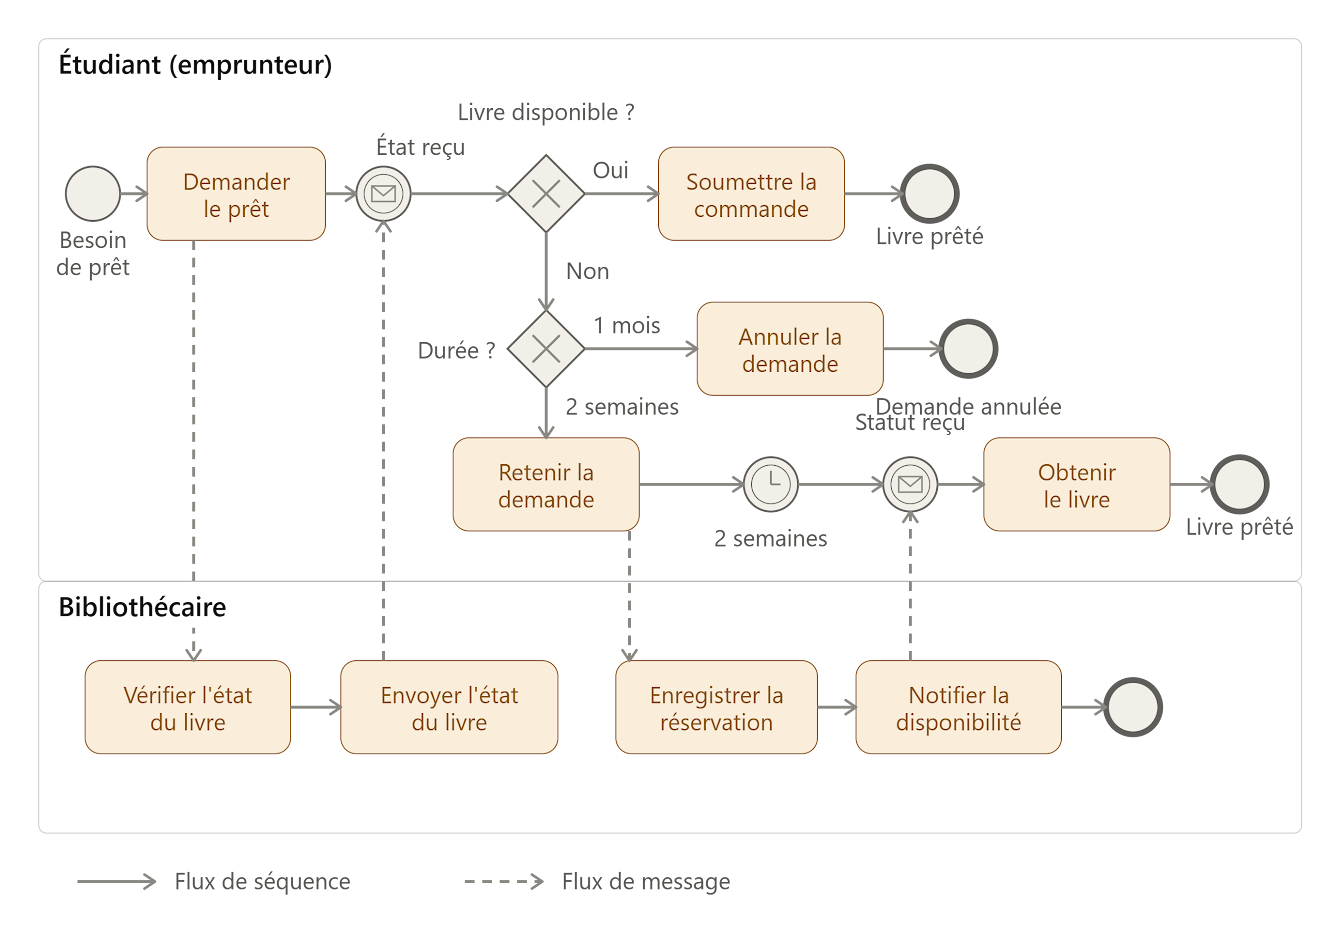 Étudiant (emprunteur)
Livre disponible ?
État reçu
Oui
Demander
le prêt
Soumettre la
commande
Besoin
de prêt
Livre prêté
Non
1 mois
Durée ?
Annuler la
demande
2 semaines
Demande annulée
Statut reçu
Retenir la
demande
Obtenir
le livre
2 semaines
Livre prêté
Bibliothécaire
Vérifier l'état
du livre
Envoyer l'état
du livre
Enregistrer la
réservation
Notifier la
disponibilité
Flux de séquence
Flux de message